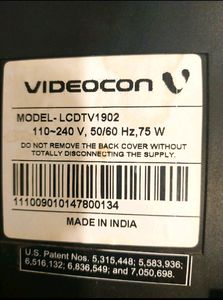 VIDEOCON
MODEL- LCDTV1902
110~240 V, 50/60 Hz,75 W
DO NOT REMOVE THE BACK COVER WITHOUT
TOTALLY DISCONNECTING THE SUPPLY.
111009010147800134
MADE IN INDIA
U.S. Patent Nos. 5,315,448; 5,583,936;
6,516,132; 6,836,549; and 7,050,698.